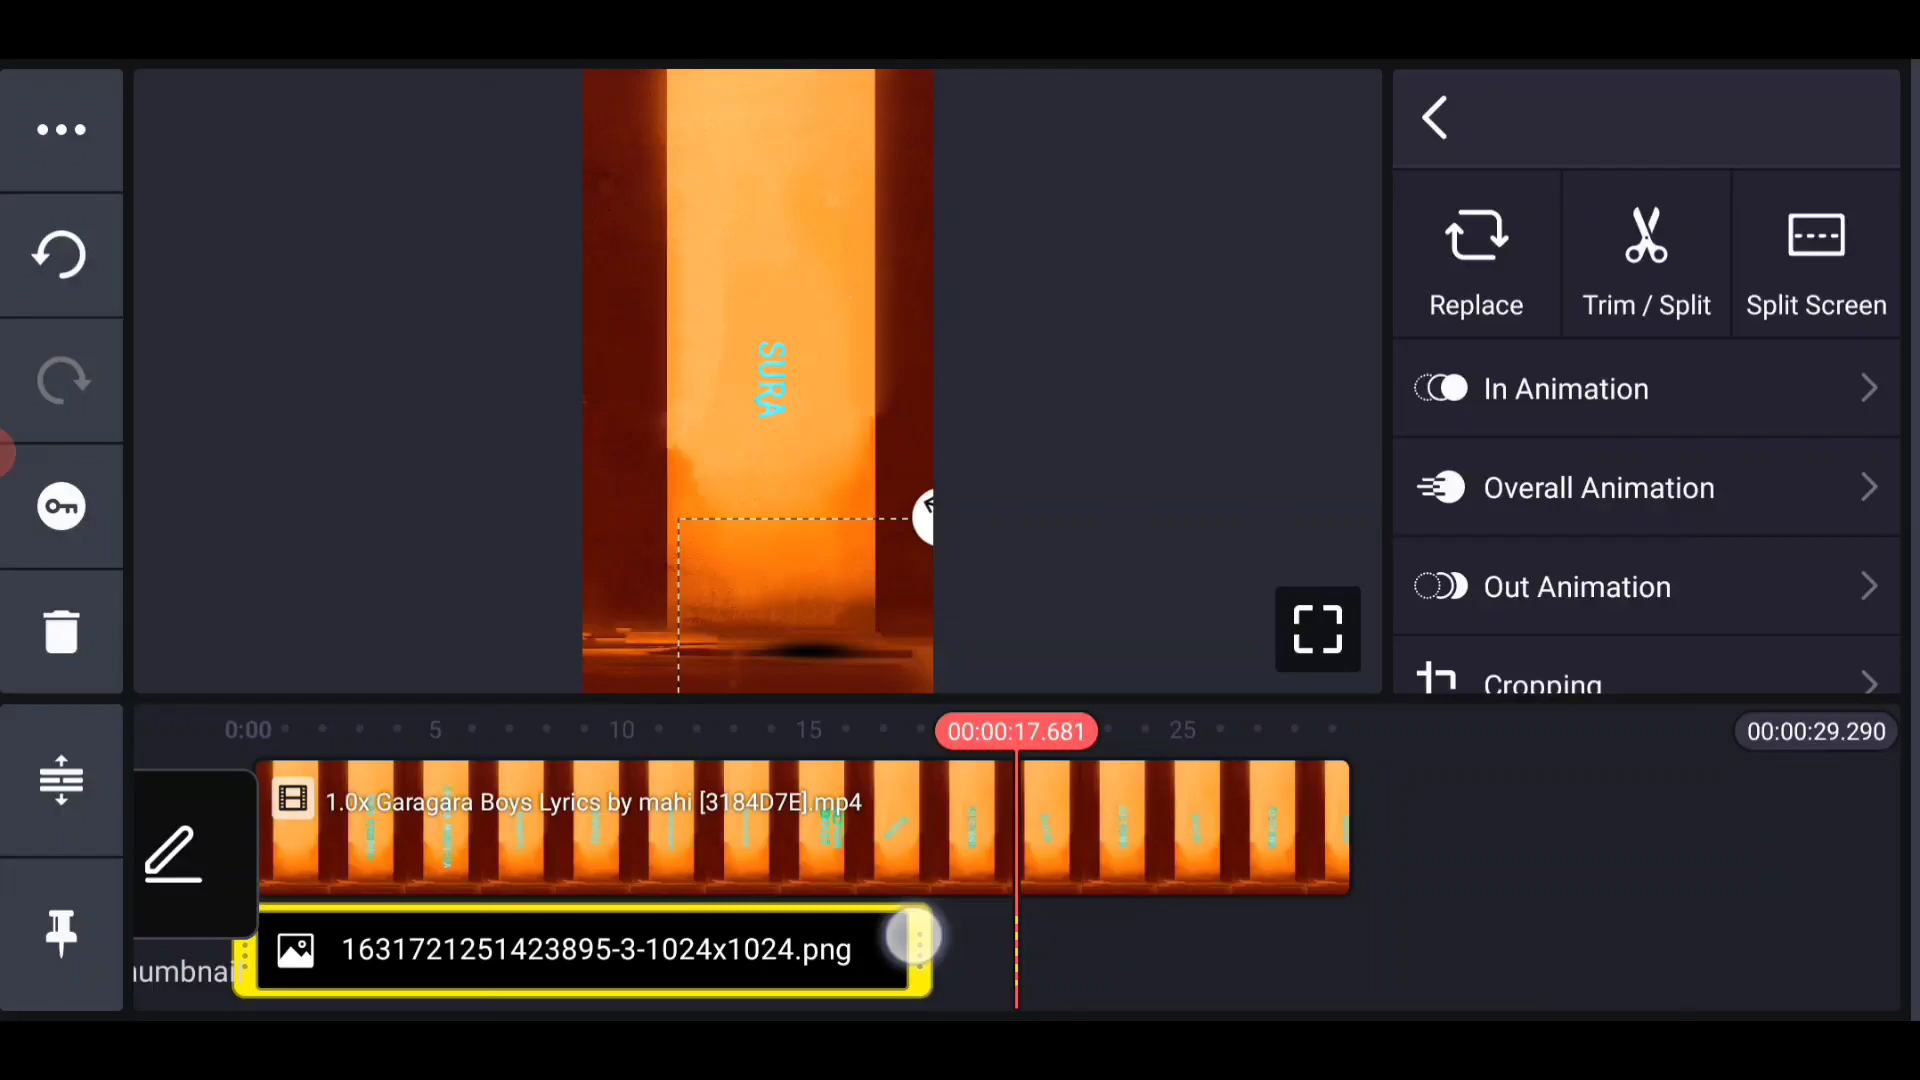 SURA
Replace
Trim / Split
Split Screen
In Animation
Overall Animation
Out Animation
Cropping
0:00
5
10
15
00:00:17.681
25
00:00:29.290
1.0x Garagara Boys Lyrics by mahi [3184D7E].mp4
1631721251423895-3-1024x1024.png
umbnai